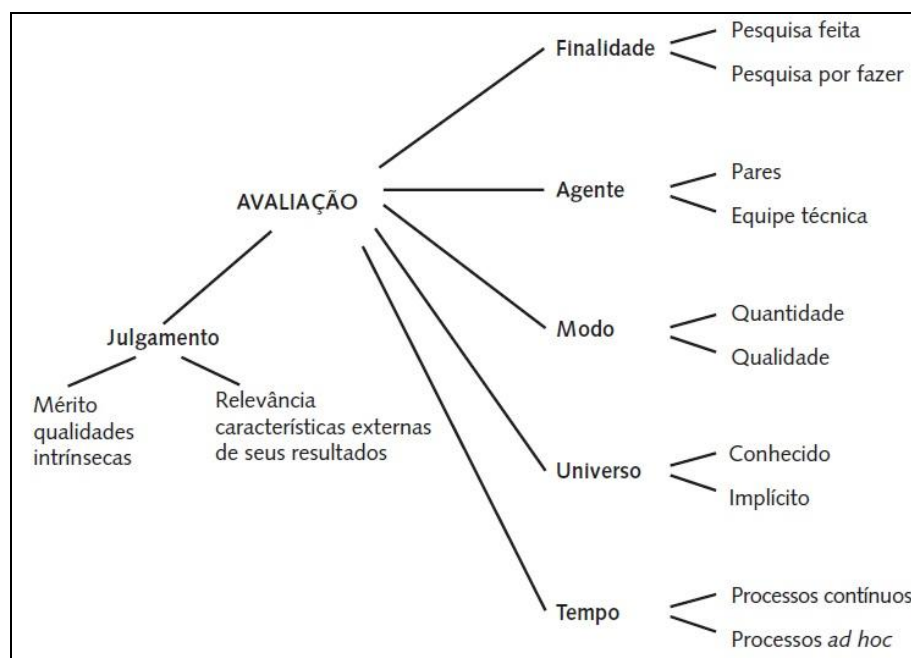 Finalidade
Pesquisa feita
Pesquisa por fazer
AVALIAÇÃO
Agente
Pares
Equipe técnica
Julgamento
Mérito
qualidades
intrínsecas
Relevância
características externas
de seus resultados
Modo
Quantidade
Qualidade
Universo
Conhecido
Implícito
Tempo
Processos contínuos
Processos ad hoc